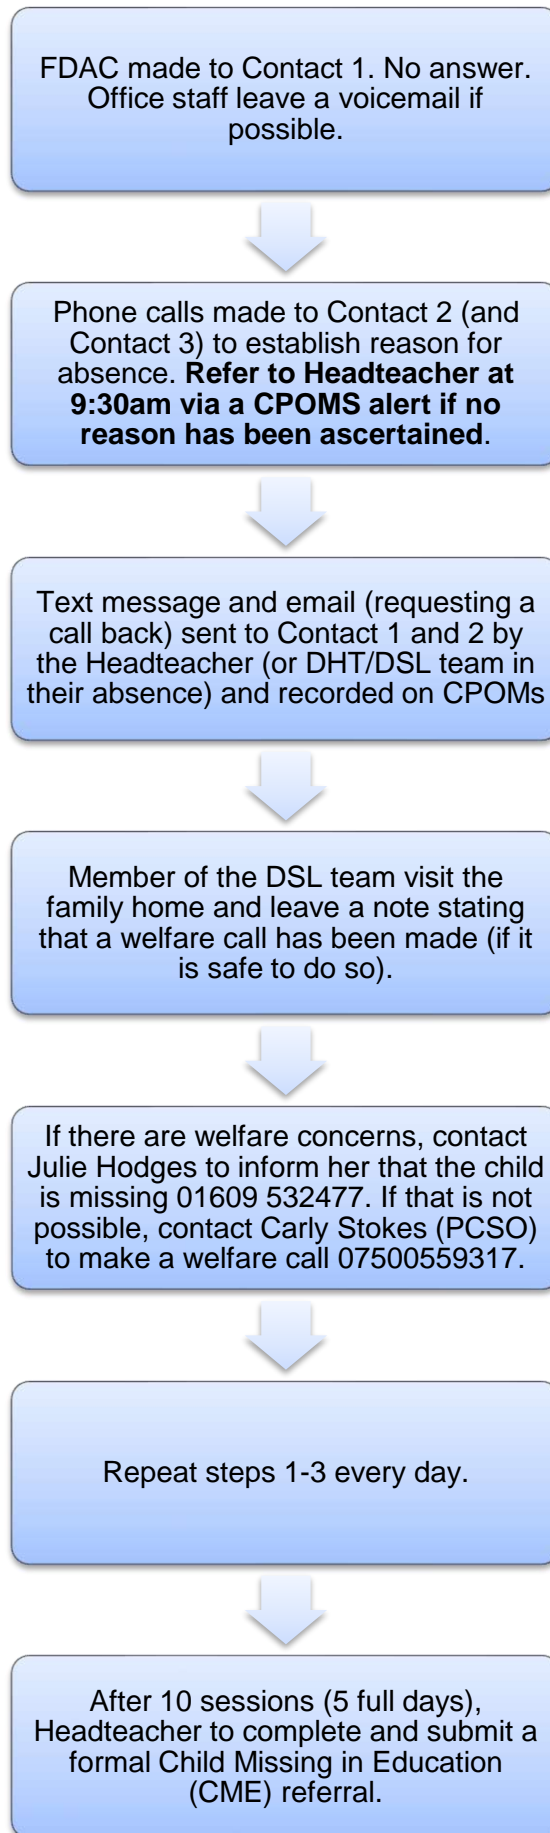 FDAC made to Contact 1. No answer.
Office staff leave a voicemail if
possible.
Phone calls made to Contact 2 (and
Contact 3) to establish reason for
absence. Refer to Headteacher at
9:30am via a CPOMS alert if no
reason has been ascertained.
Text message and email (requesting a
call back) sent to Contact 1 and 2 by
the Headteacher (or DHT/DSL team in
their absence) and recorded on CPOMs
Member of the DSL team visit the
family home and leave a note stating
that a welfare call has been made (if it
is safe to do so).
If there are welfare concerns, contact
Julie Hodges to inform her that the child
is missing 01609 532477. If that is not
possible, contact Carly Stokes (PCSO)
to make a welfare call 07500559317.
Repeat steps 1-3 every day.
After 10 sessions (5 full days),
Headteacher to complete and submit a
formal Child Missing in Education
(CME) referral.